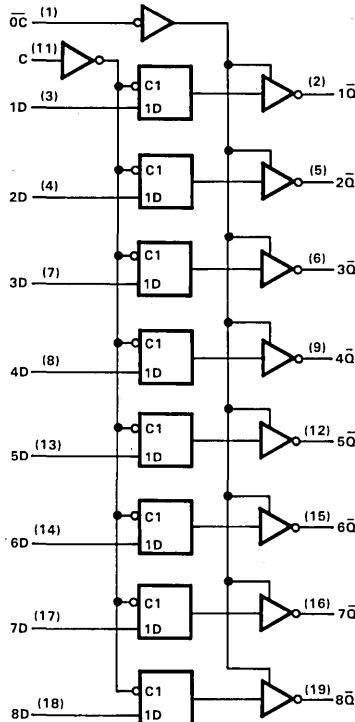 O̅C̅ (1)
C (11)
C1 (2)
1D (3) 1D 1Q̅
C1 (5)
2D (4) 1D 2Q̅
C1 (6)
3D (7) 1D 3Q̅
C1 (9)
4D (8) 1D 4Q̅
C1 (12)
5D (13) 1D 5Q̅
C1 (15)
6D (14) 1D 6Q̅
C1 (16)
7D (17) 1D 7Q̅
C1 (19)
8D (18) 1D 8Q̅